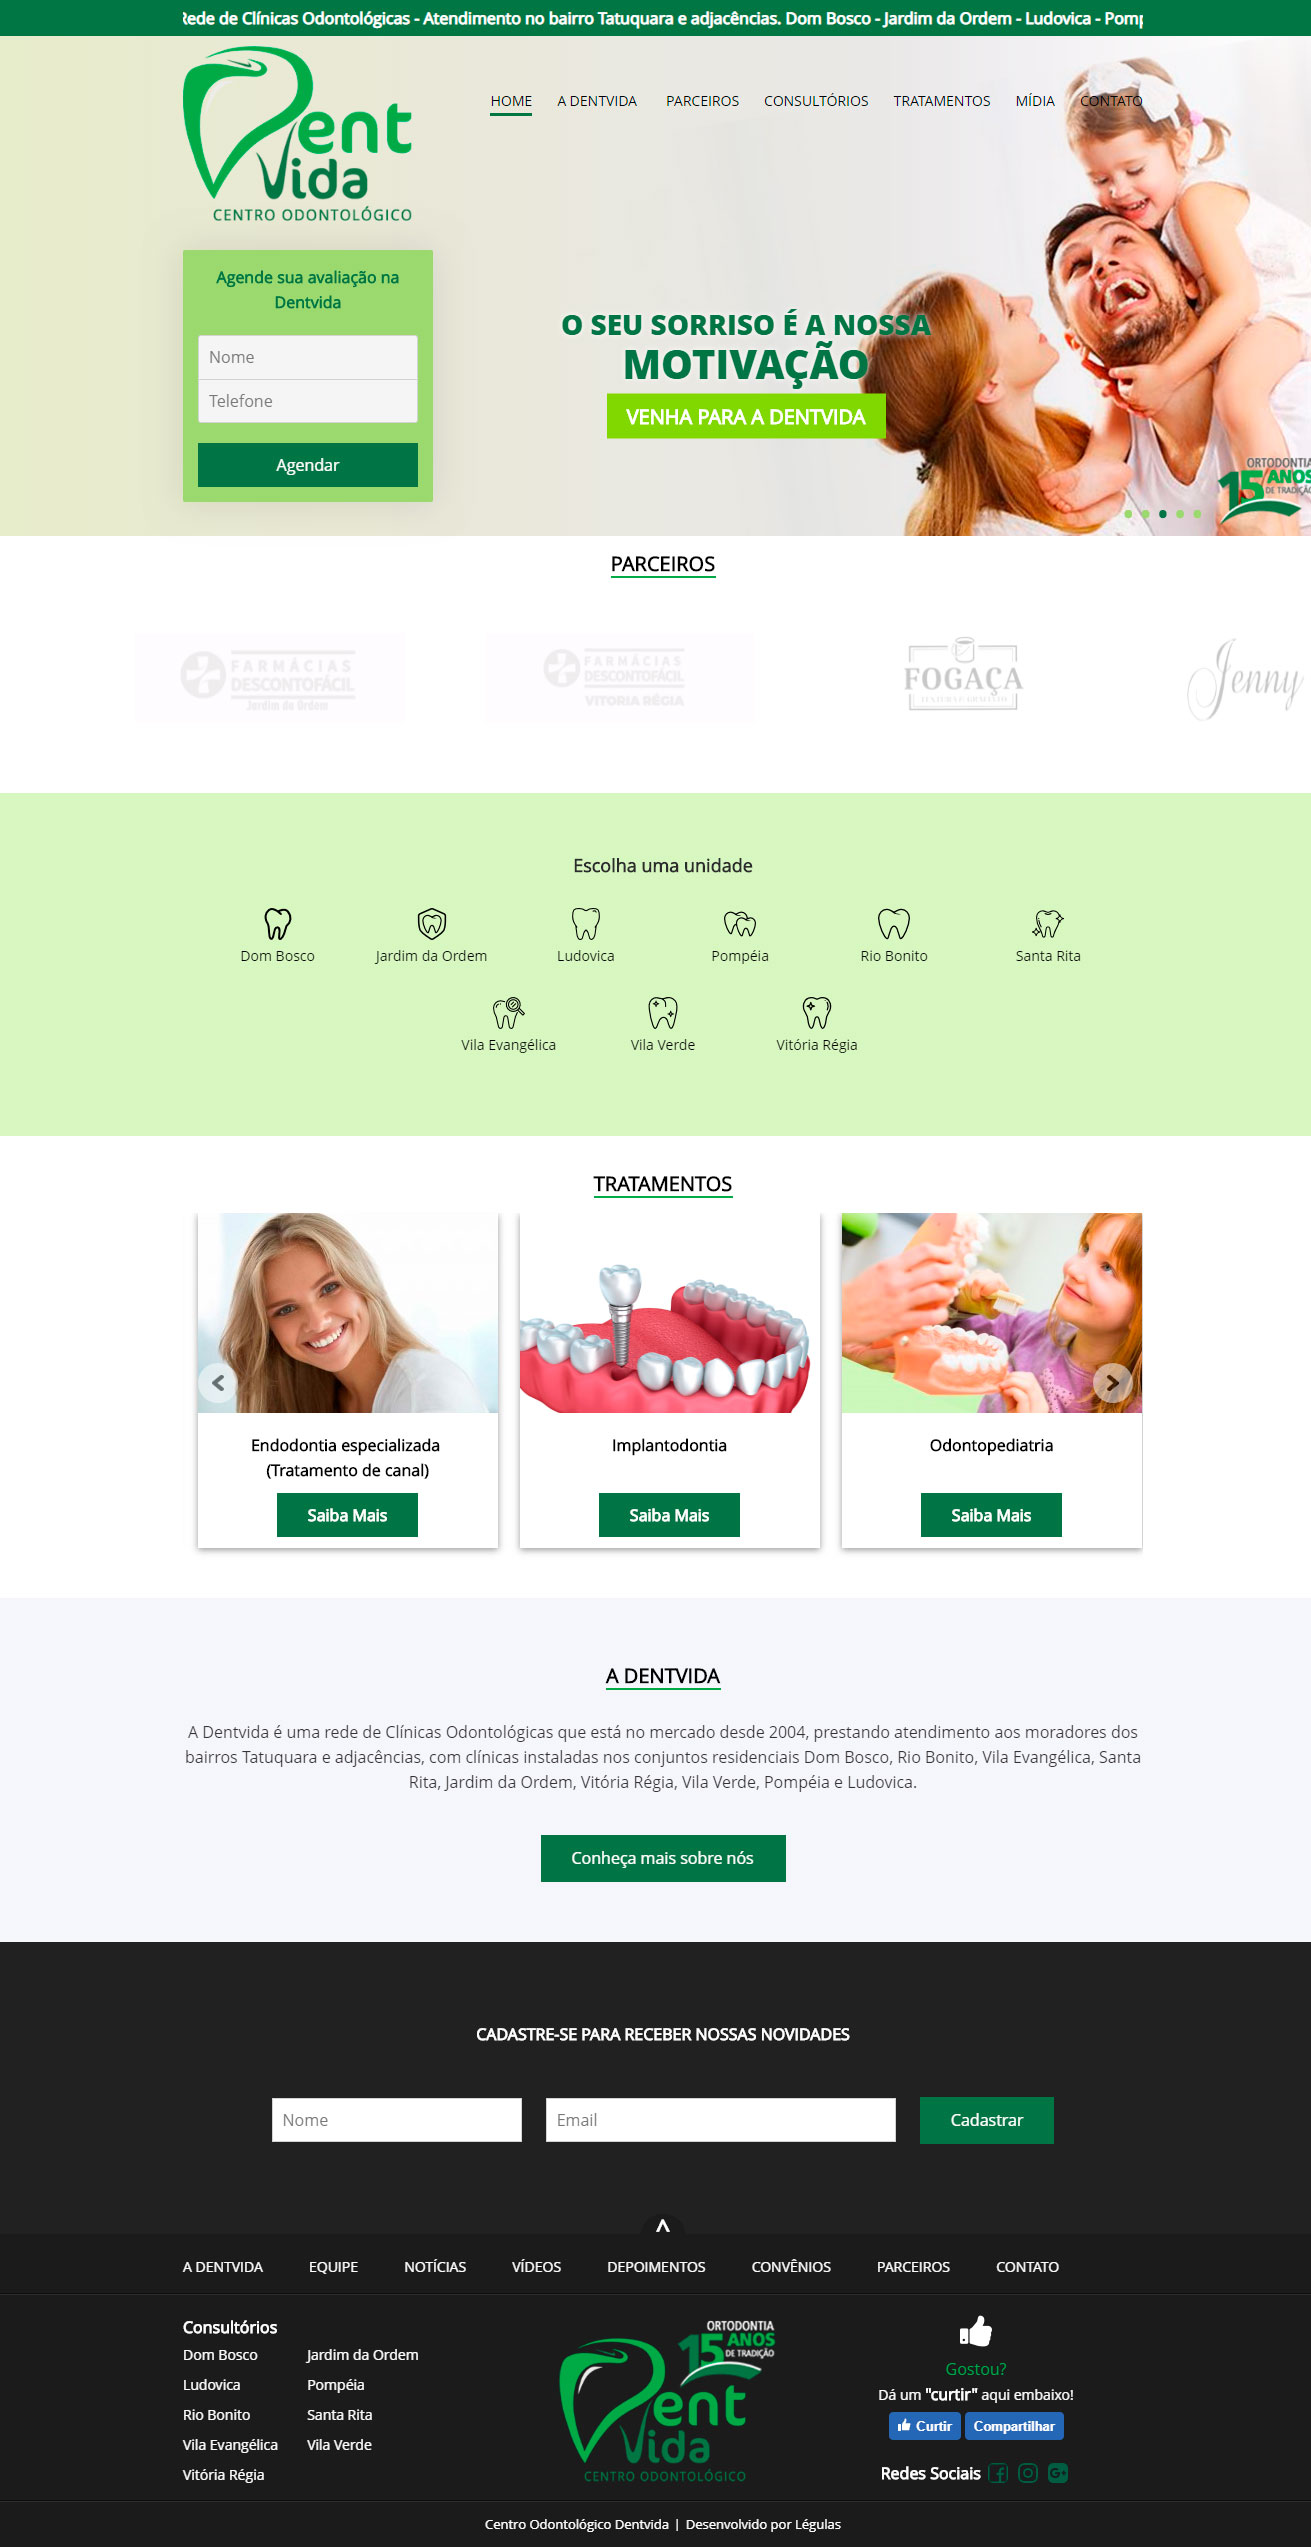 Rede de Clínicas Odontológicas - Atendimento no bairro Tatuquara e adjacências. Dom Bosco - Jardim da Ordem - Ludovica - Pomp
Dent
Vida
CENTRO ODONTOLÓGICO
HOME A DENTVIDA PARCEIROS CONSULTÓRIOS TRATAMENTOS MÍDIA CONTATO
Agende sua avaliação na
Dentvida
Nome
Telefone
Agendar
O SEU SORRISO É A NOSSA
MOTIVAÇÃO
VENHA PARA A DENTVIDA
ORTODONTIA
15 ANOS
DE TRADIÇÃO
PARCEIROS
FARMÁCIAS
DESCONTOFÁCIL
Jardim da Ordem
FARMÁCIAS
DESCONTOFÁCIL
VITORIA RÉGIA
FOGAÇA
Jenny
Escolha uma unidade
Dom Bosco Jardim da Ordem Ludovica Pompéia Rio Bonito Santa Rita
Vila Evangélica Vila Verde Vitória Régia
TRATAMENTOS
Endodontia especializada
(Tratamento de canal)
Saiba Mais
Implantodontia
Saiba Mais
Odontopediatria
Saiba Mais
A DENTVIDA
A Dentvida é uma rede de Clínicas Odontológicas que está no mercado desde 2004, prestando atendimento aos moradores dos
bairros Tatuquara e adjacências, com clínicas instaladas nos conjuntos residenciais Dom Bosco, Rio Bonito, Vila Evangélica, Santa
Rita, Jardim da Ordem, Vitória Régia, Vila Verde, Pompéia e Ludovica.
Conheça mais sobre nós
CADASTRE-SE PARA RECEBER NOSSAS NOVIDADES
Nome Email Cadastrar
A DENTVIDA EQUIPE NOTÍCIAS VÍDEOS DEPOIMENTOS CONVÊNIOS PARCEIROS CONTATO
Consultórios
Dom Bosco Jardim da Ordem
Ludovica Pompéia
Rio Bonito Santa Rita
Vila Evangélica Vila Verde
Vitória Régia
ORTODONTIA
15 ANOS
DE TRADIÇÃO
Dent
Vida
CENTRO ODONTOLÓGICO
Gostou?
Dá um "curtir" aqui embaixo!
Curtir Compartilhar
Redes Sociais
Centro Odontológico Dentvida | Desenvolvido por Légulas